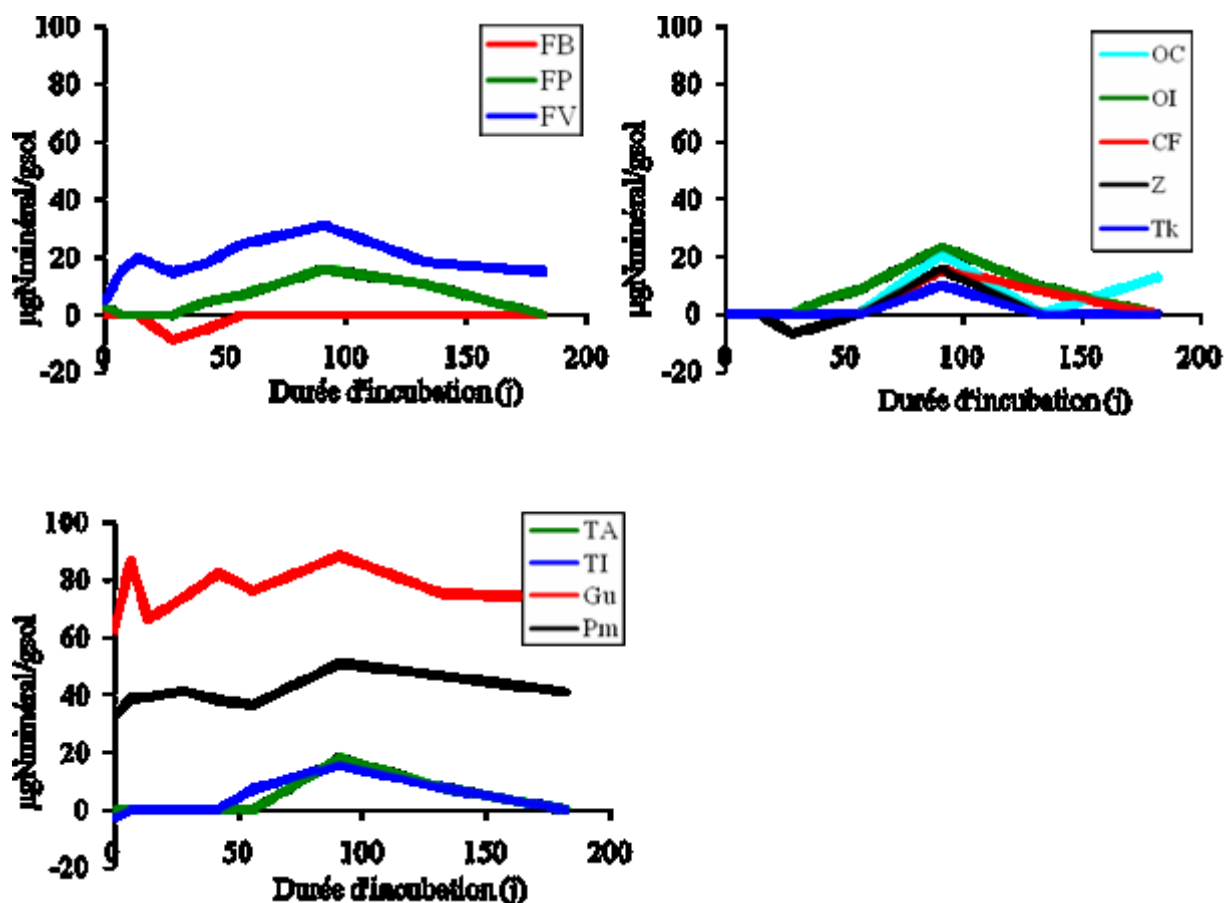 µgNminéral/gsol
100
80
60
40
20
0
-20
0
50
100
150
200
Durée d'incubation (j)
FB
FP
FV
µgNminéral/gsol
100
80
60
40
20
0
-20
0
50
100
150
200
Durée d'incubation (j)
OC
OI
CF
Z
Tk
µgNminéral/gsol
100
80
60
40
20
0
-20
0
50
100
150
200
Durée d'incubation (j)
TA
TI
Gu
Pm